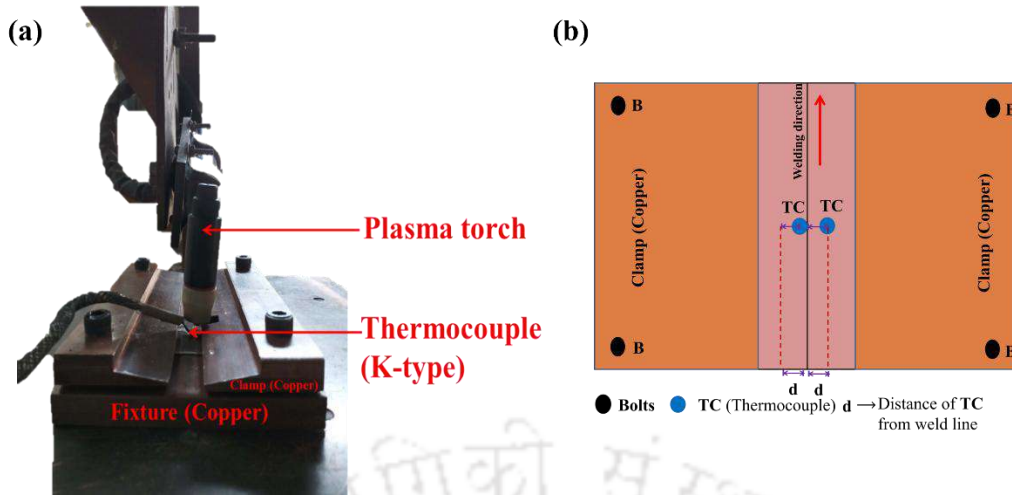 (a)
Plasma torch
Thermocouple
(K-type)
Clamp (Copper)
Fixture (Copper)
(b)
B
B
B
B
Clamp (Copper)
Clamp (Copper)
Welding direction
TC
TC
d
d
Bolts
TC (Thermocouple)
d → Distance of TC
from weld line